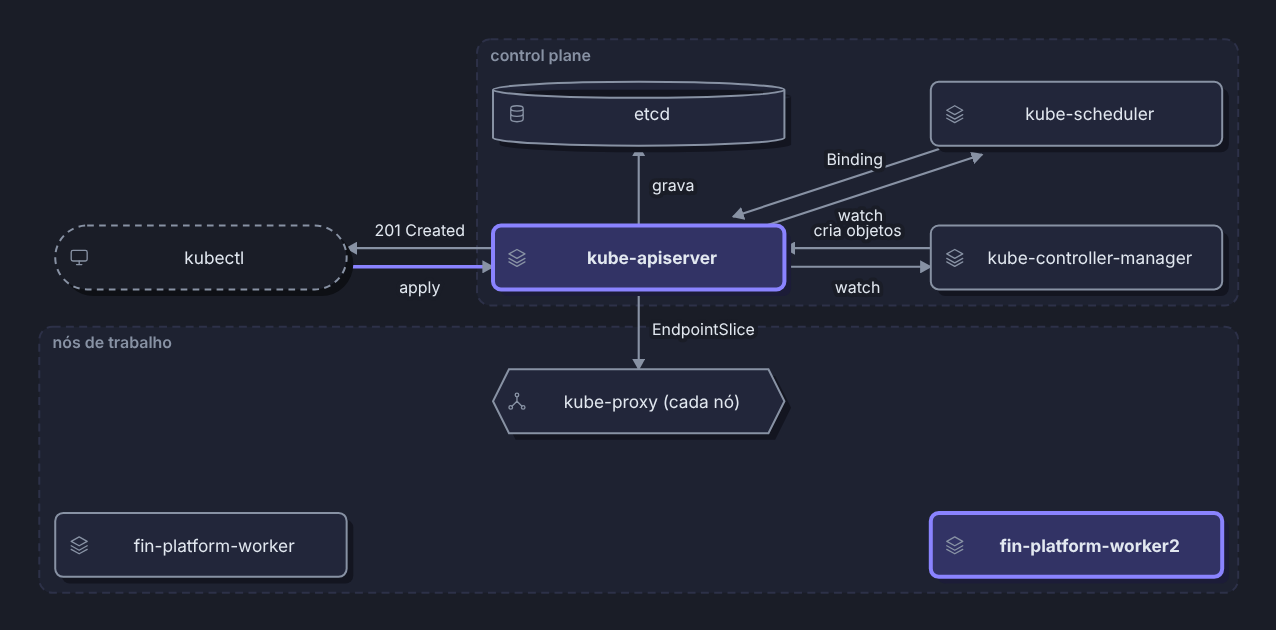 control plane
etcd
kube-scheduler
Binding
grava
watch
201 Created
cria objetos
kubectl
kube-apiserver
kube-controller-manager
apply
watch
EndpointSlice
nós de trabalho
kube-proxy (cada nó)
fin-platform-worker
fin-platform-worker2